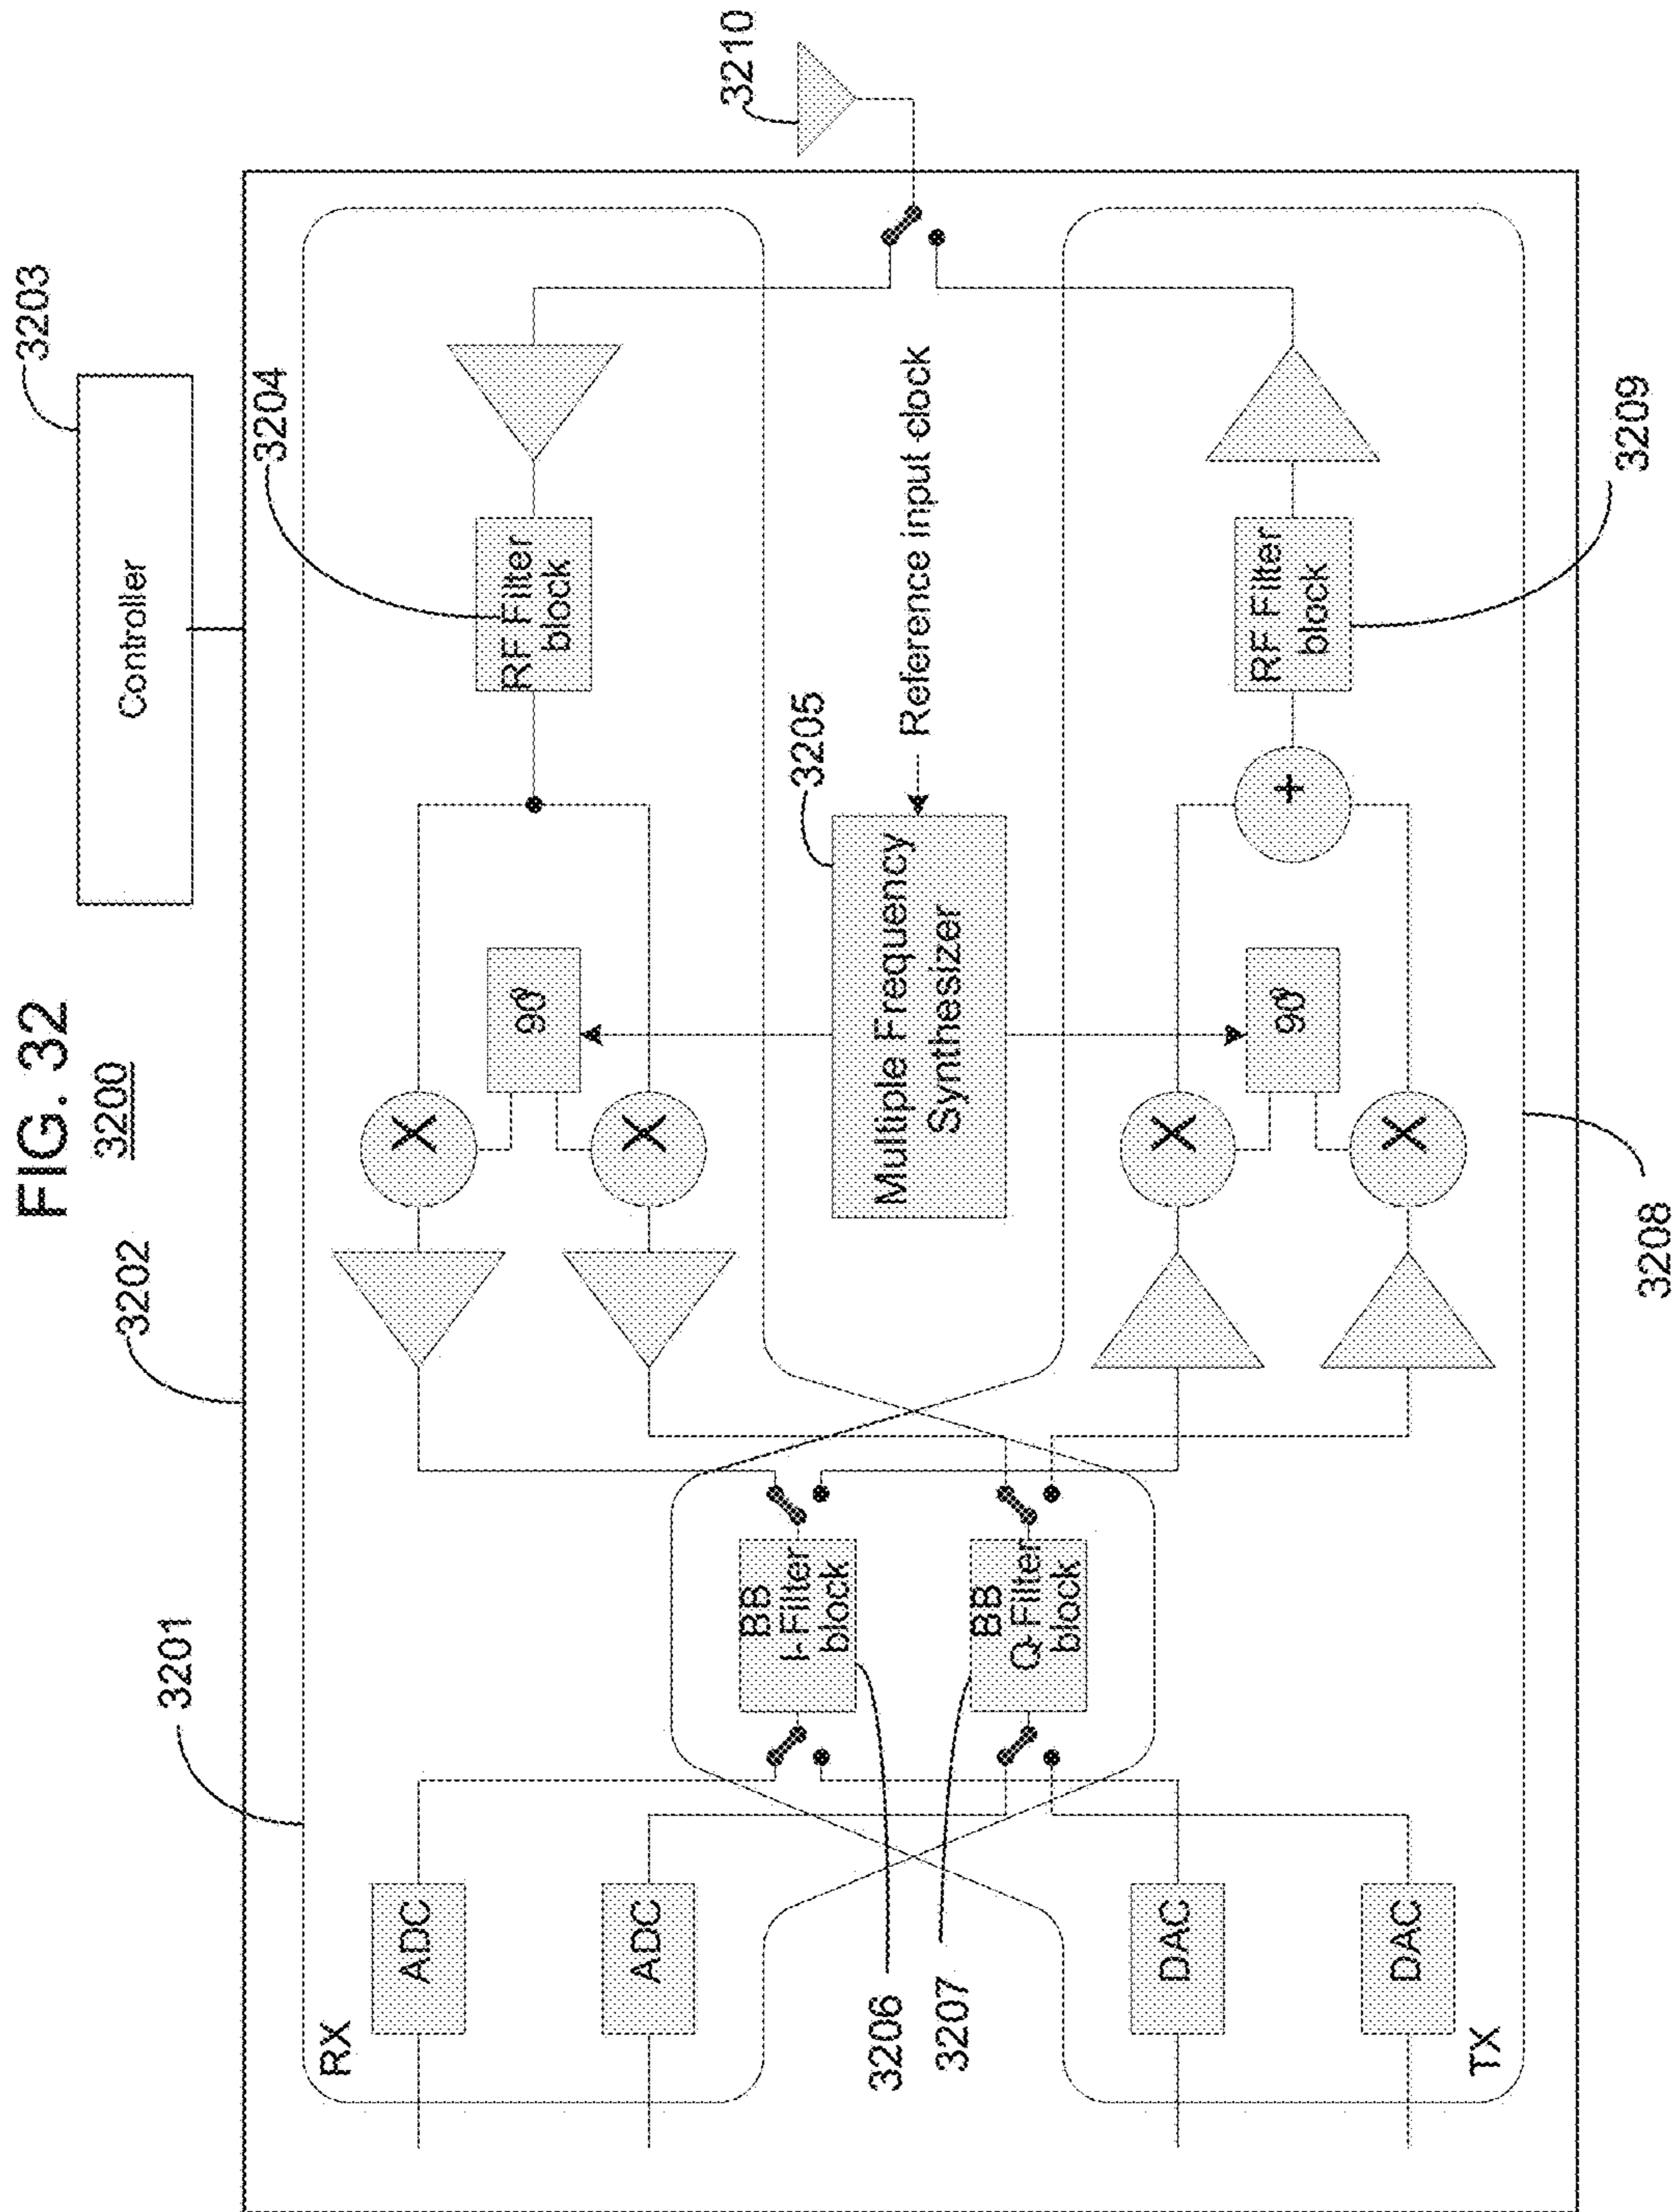 FIG. 32
3200
3203
Controller
3202
3201
3210
RX
ADC
ADC
X
X
90⁰
RF Filter
block
3204
BB
I-Filter
block
BB
Q-Filter
block
3206
3207
3205
Multiple Frequency
Synthesizer
Reference input clock
DAC
DAC
TX
X
X
90⁰
+
RF Filter
block
3209
3208